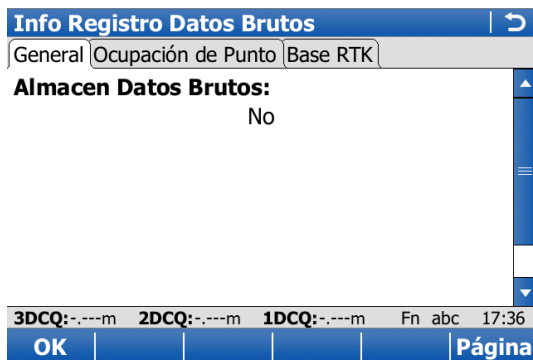 Info Registro Datos Brutos
General Ocupación de Punto Base RTK
Almacen Datos Brutos:
No
3DCQ:-.---m 2DCQ:-.---m 1DCQ:-.---m Fn abc 17:36
OK Página